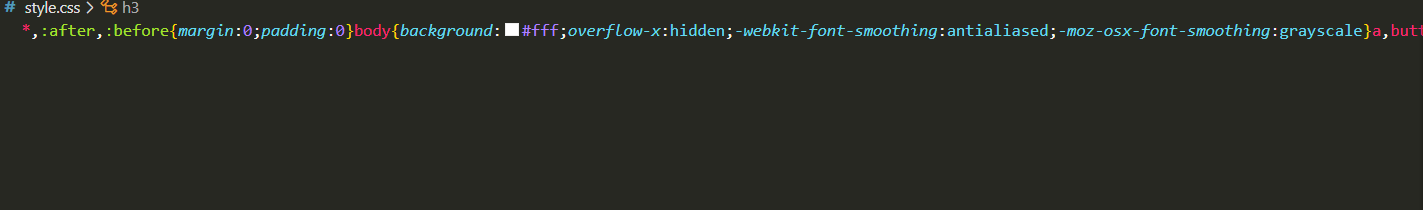 # style.css > h3
*,:after,:before{margin:0;padding:0}body{background:#fff;overflow-x:hidden;-webkit-font-smoothing:antialiased;-moz-osx-font-smoothing:grayscale}a,butt